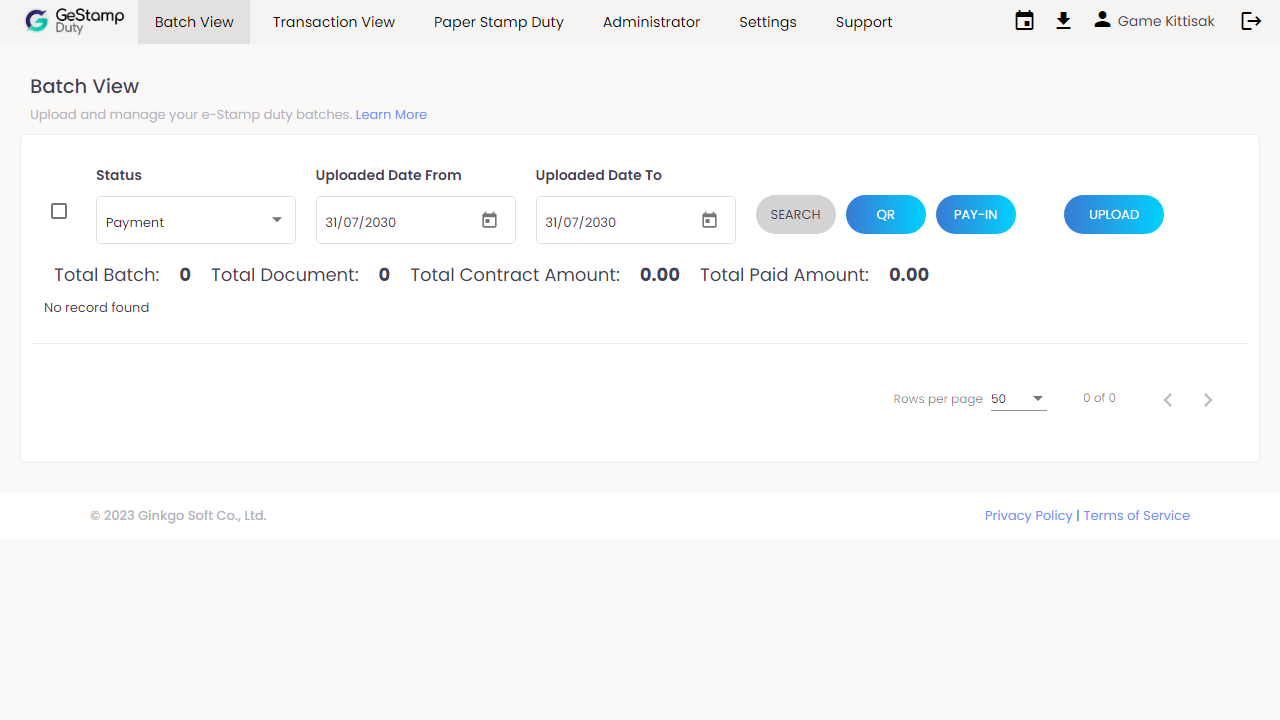 GeStamp
Duty
Batch View Transaction View Paper Stamp Duty Administrator Settings Support Game Kittisak
Batch View
Upload and manage your e-Stamp duty batches. Learn More
Status Uploaded Date From Uploaded Date To
Payment 31/07/2030 31/07/2030 SEARCH QR PAY-IN UPLOAD
Total Batch: 0 Total Document: 0 Total Contract Amount: 0.00 Total Paid Amount: 0.00
No record found
Rows per page 50 0 of 0
© 2023 Ginkgo Soft Co., Ltd. Privacy Policy | Terms of Service